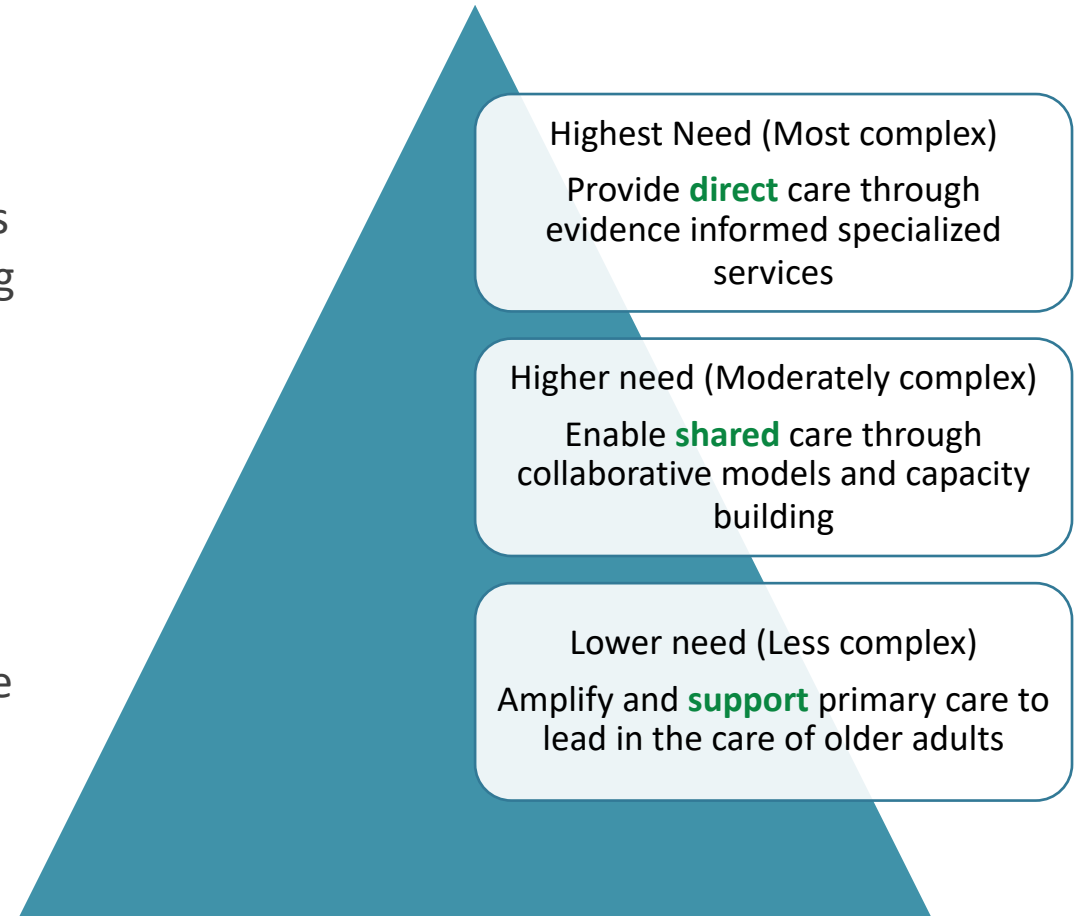 Highest Need (Most complex)
Provide direct care through
evidence informed specialized
services
Higher need (Moderately complex)
Enable shared care through
collaborative models and capacity
building
Lower need (Less complex)
Amplify and support primary care to
lead in the care of older adults